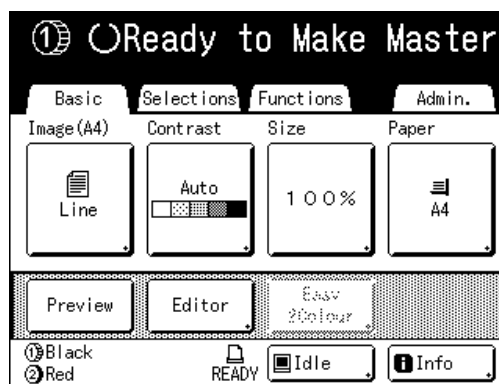 ① Ready to Make Master
Basic Selections Functions Admin.
Image(A4) Contrast Size Paper
Line Auto 100% A4
Preview Editor Easy
2Colour
①Black
②Red READY Idle Info